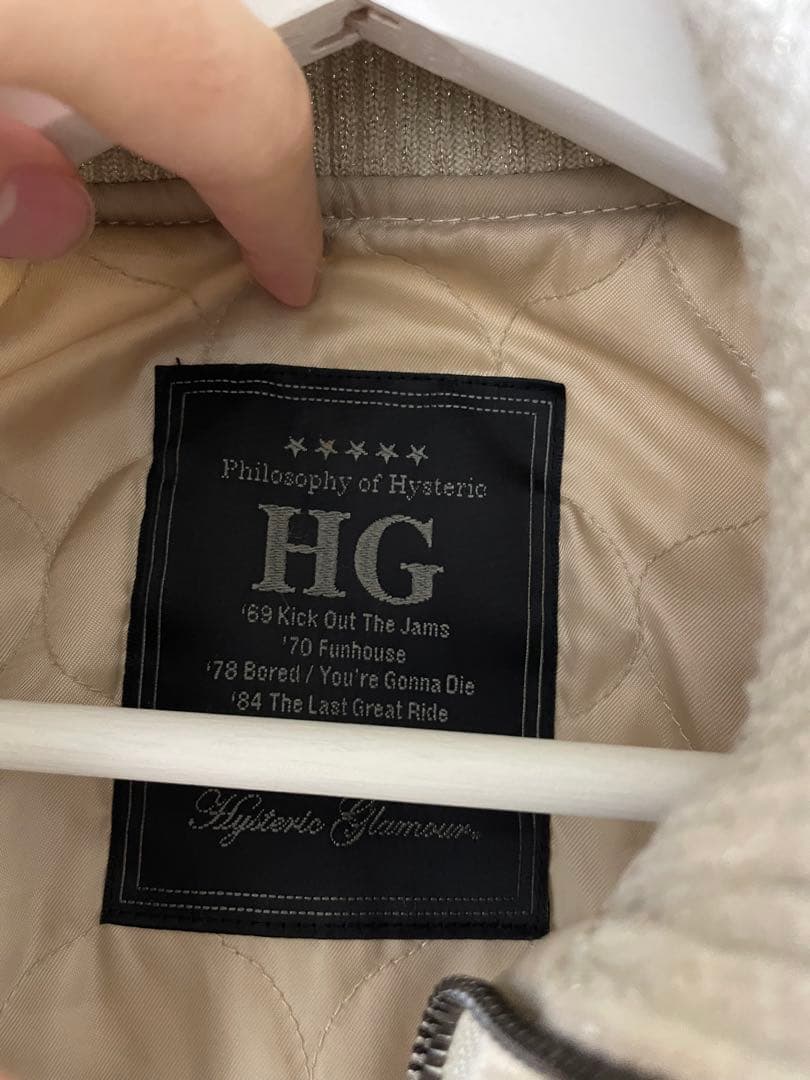 Philosophy of Hysteric
HG
'69 Kick Out The Jams
'70 Funhouse
'78 Bored / You're Gonna Die
'84 The Last Great Ride
Hysteric Glamour.